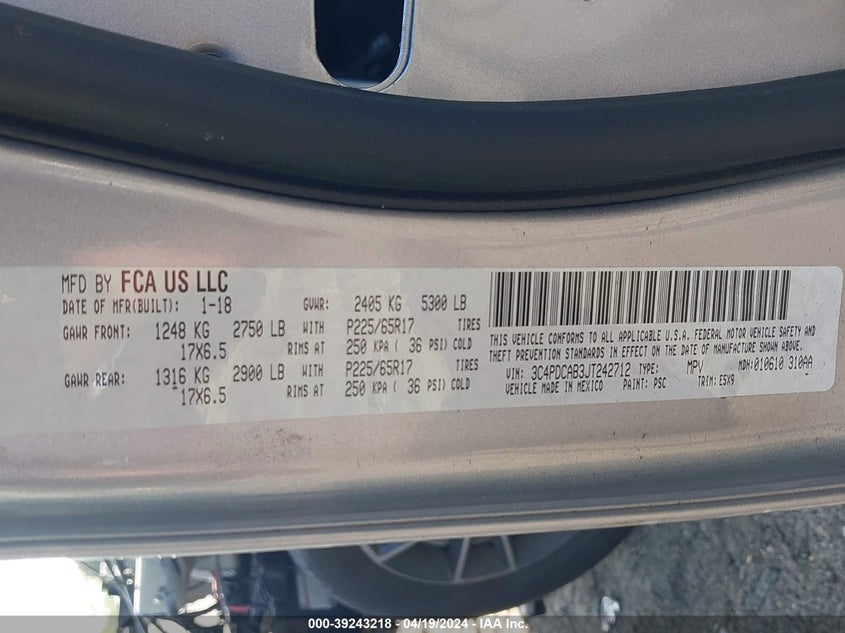 MFD BY FCA US LLC
DATE OF MFR(BUILT): 1-18 GVWR: 2405 KG 5300 LB
GAWR FRONT: 1248 KG 2750 LB WITH P225/65R17 TIRES
17X6.5 RIMS AT 250 KPA ( 36 PSI) COLD
GAWR REAR: 1316 KG 2900 LB WITH P225/65R17 TIRES
17X6.5 RIMS AT 250 KPA ( 36 PSI) COLD
THIS VEHICLE CONFORMS TO ALL APPLICABLE U.S.A. FEDERAL MOTOR VEHICLE SAFETY AND
THEFT PREVENTION STANDARDS IN EFFECT ON THE DATE OF MANUFACTURE SHOWN ABOVE.
VIN: 3C4PDCAB3JT242712 TYPE: MPV MDH:010610 310AA
VEHICLE MADE IN MEXICO PAINT: PSC TRIM: E5X9
000-39243218 - 04/19/2024 - IAA Inc.